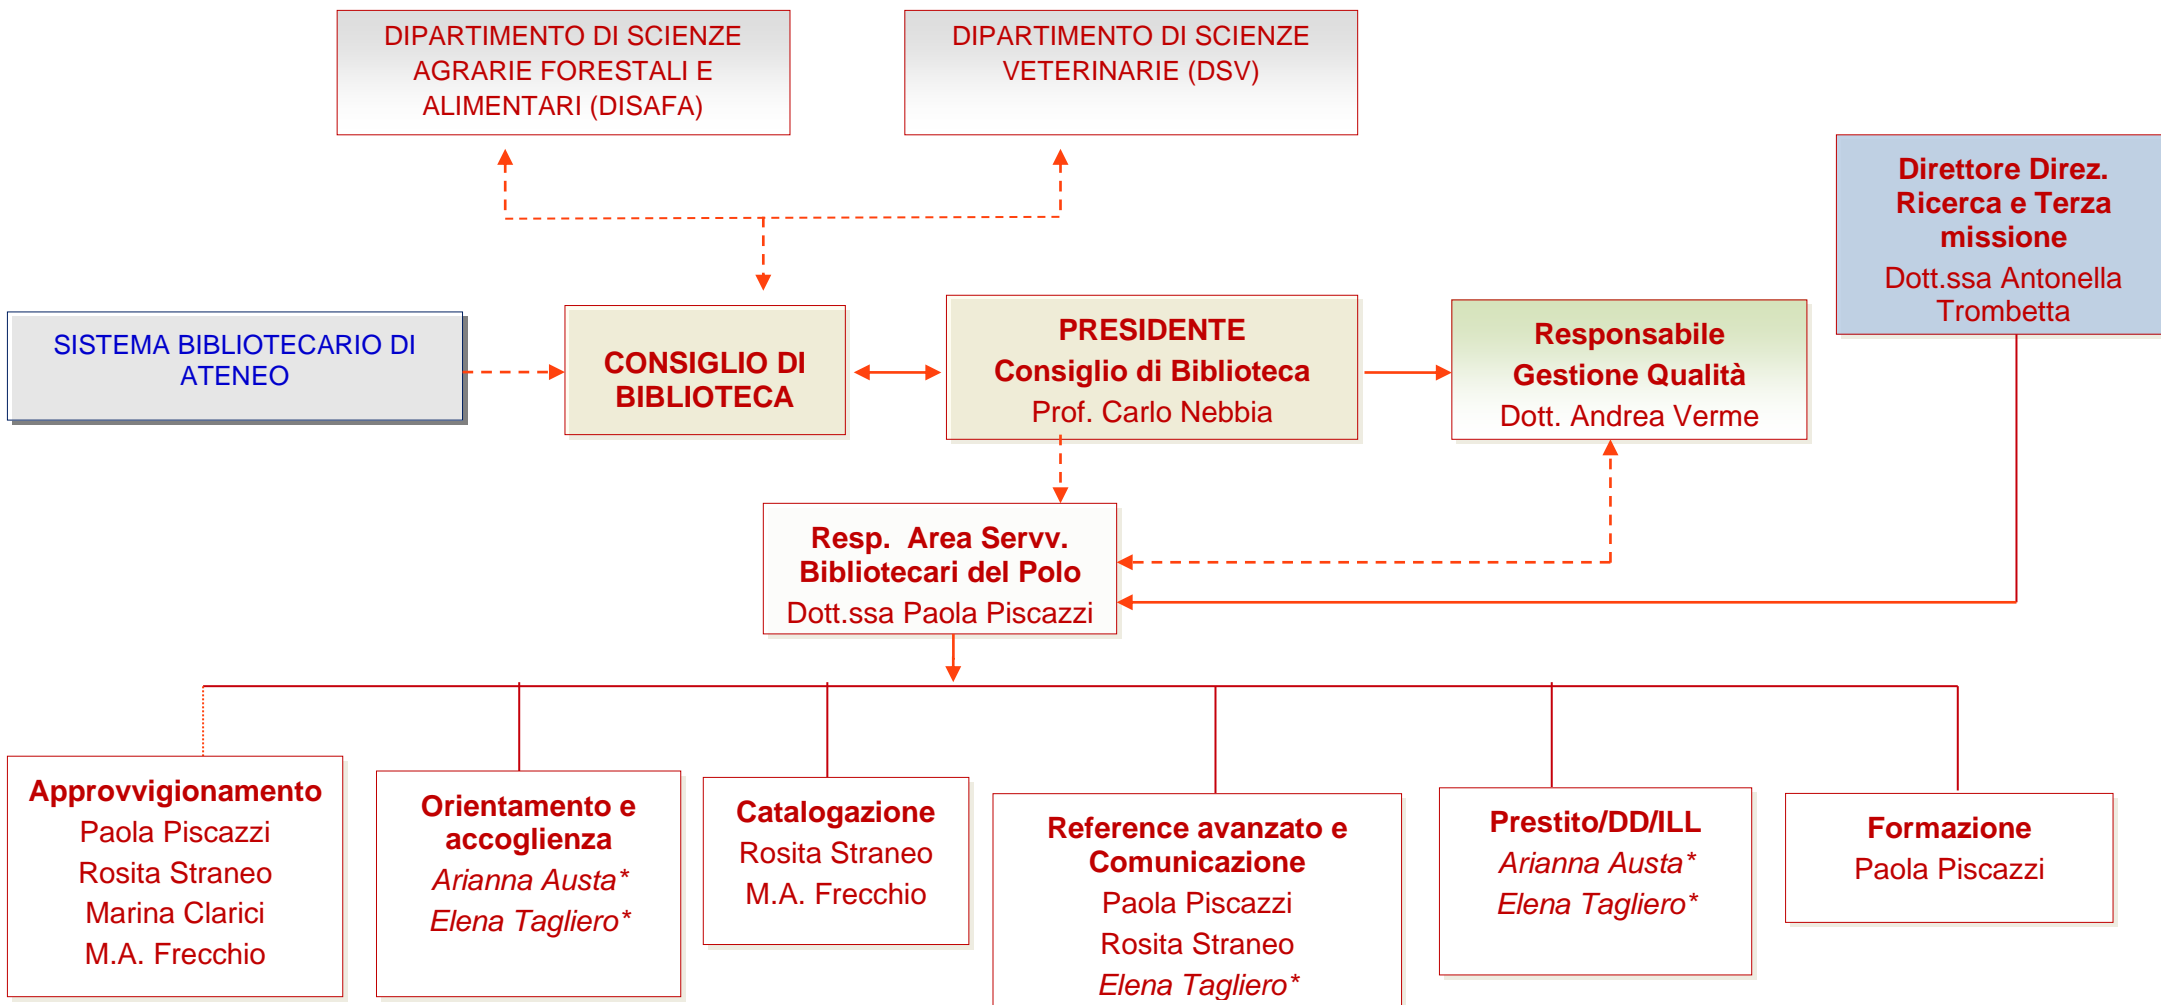 DIPARTIMENTO DI SCIENZE
AGRARIE FORESTALI E
ALIMENTARI (DISAFA)
DIPARTIMENTO DI SCIENZE
VETERINARIE (DSV)
Direttore Direz.
Ricerca e Terza
missione
Dott.ssa Antonella
Trombetta
SISTEMA BIBLIOTECARIO DI
ATENEO
CONSIGLIO DI
BIBLIOTECA
PRESIDENTE
Consiglio di Biblioteca
Prof. Carlo Nebbia
Responsabile
Gestione Qualità
Dott. Andrea Verme
Resp. Area Servv.
Bibliotecari del Polo
Dott.ssa Paola Piscazzi
Approvvigionamento
Paola Piscazzi
Rosita Straneo
Marina Clarici
M.A. Frecchio
Orientamento e
accoglienza
Arianna Austa*
Elena Tagliero*
Catalogazione
Rosita Straneo
M.A. Frecchio
Reference avanzato e
Comunicazione
Paola Piscazzi
Rosita Straneo
Elena Tagliero*
Prestito/DD/ILL
Arianna Austa*
Elena Tagliero*
Formazione
Paola Piscazzi